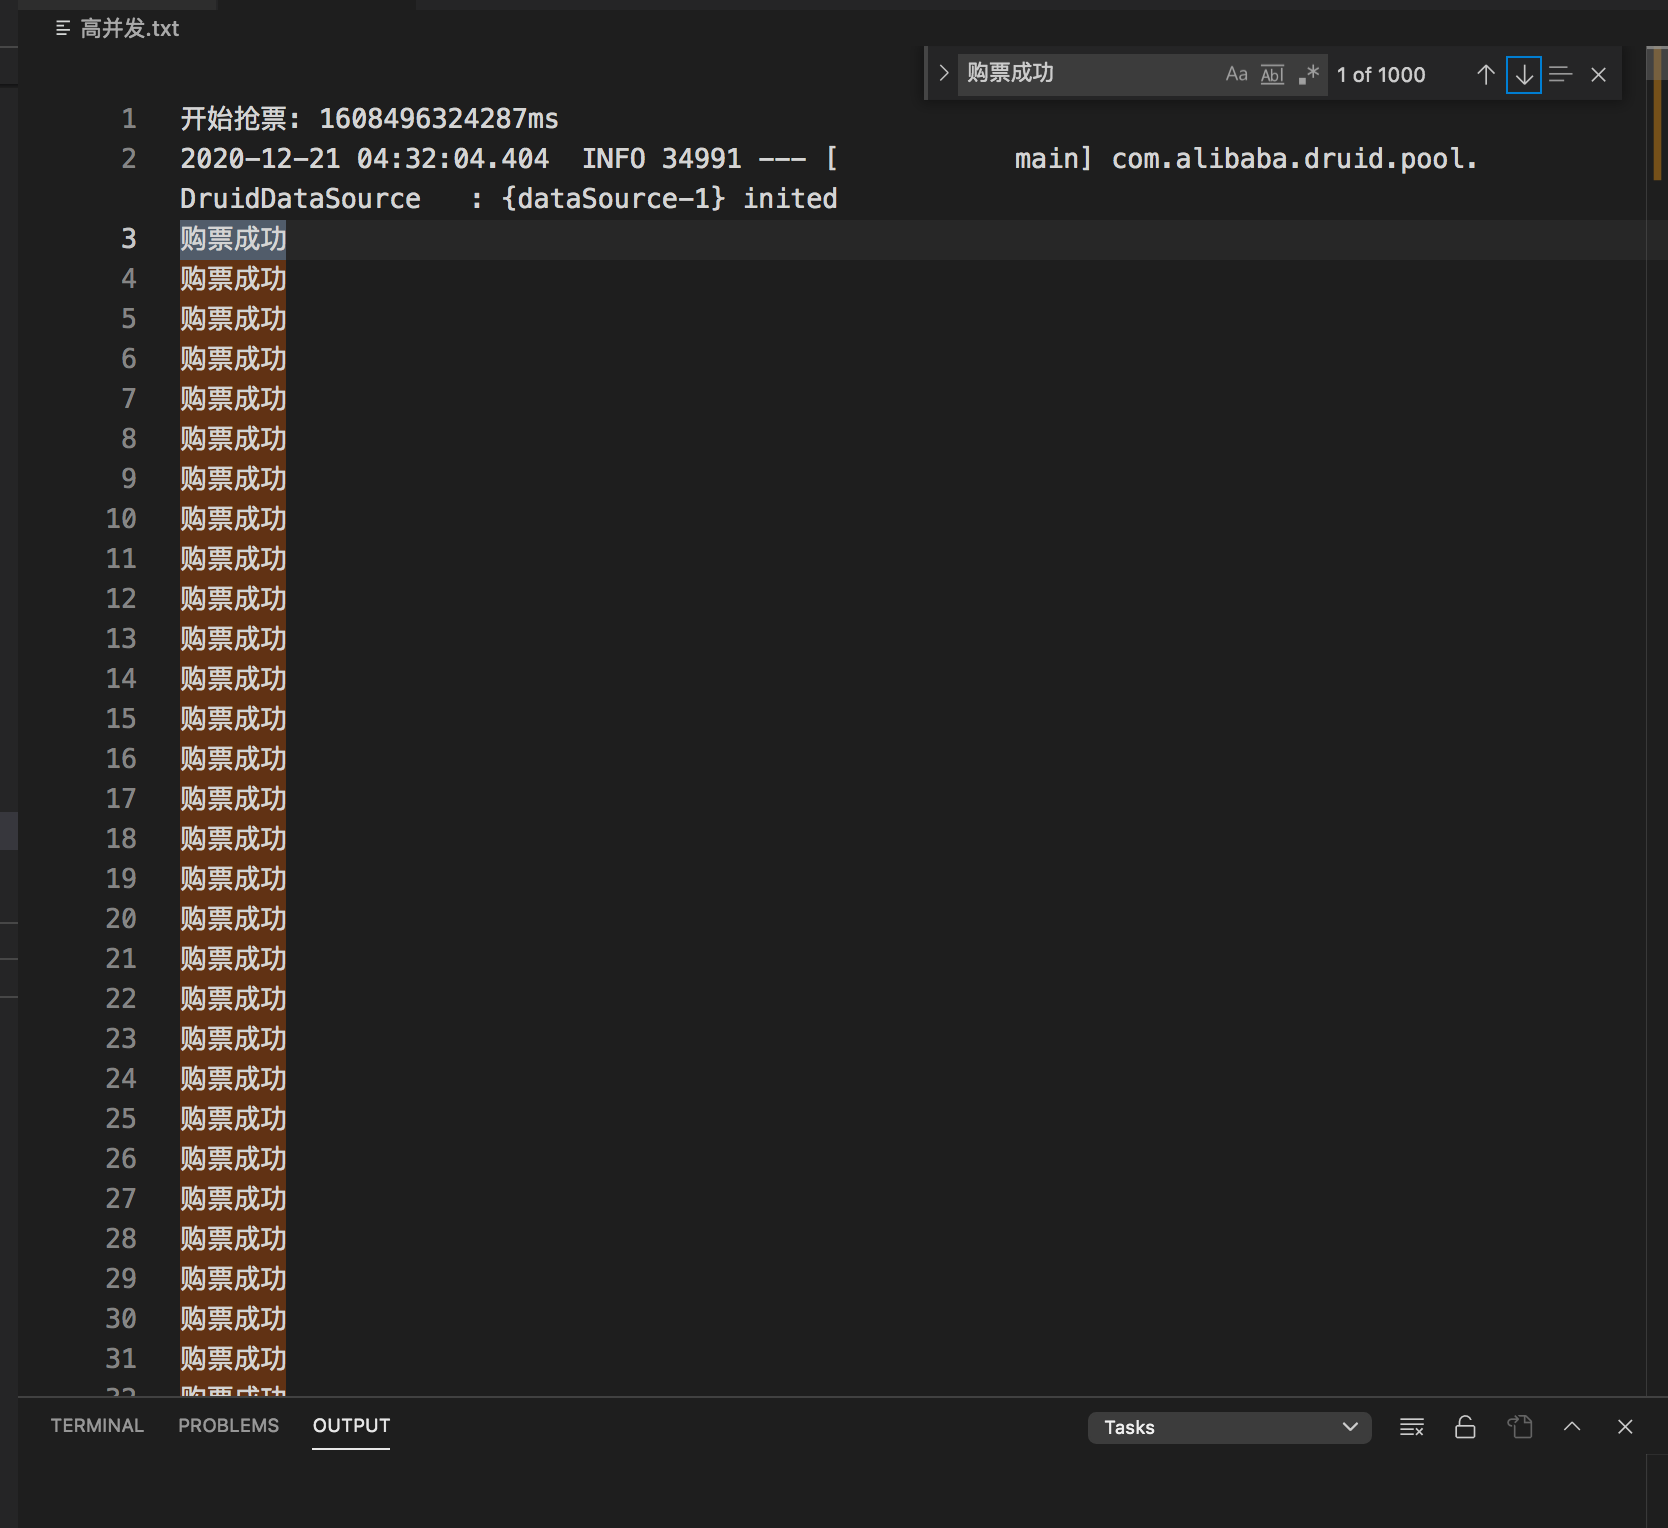 高并发.txt
购票成功 Aa Abl .* 1 of 1000
1 开始抢票: 1608496324287ms
2 2020-12-21 04:32:04.404  INFO 34991 --- [           main] com.alibaba.druid.pool.
DruidDataSource   : {dataSource-1} inited
3 购票成功
4 购票成功
5 购票成功
6 购票成功
7 购票成功
8 购票成功
9 购票成功
10 购票成功
11 购票成功
12 购票成功
13 购票成功
14 购票成功
15 购票成功
16 购票成功
17 购票成功
18 购票成功
19 购票成功
20 购票成功
21 购票成功
22 购票成功
23 购票成功
24 购票成功
25 购票成功
26 购票成功
27 购票成功
28 购票成功
29 购票成功
30 购票成功
31 购票成功
32 购票成功
TERMINAL PROBLEMS OUTPUT Tasks